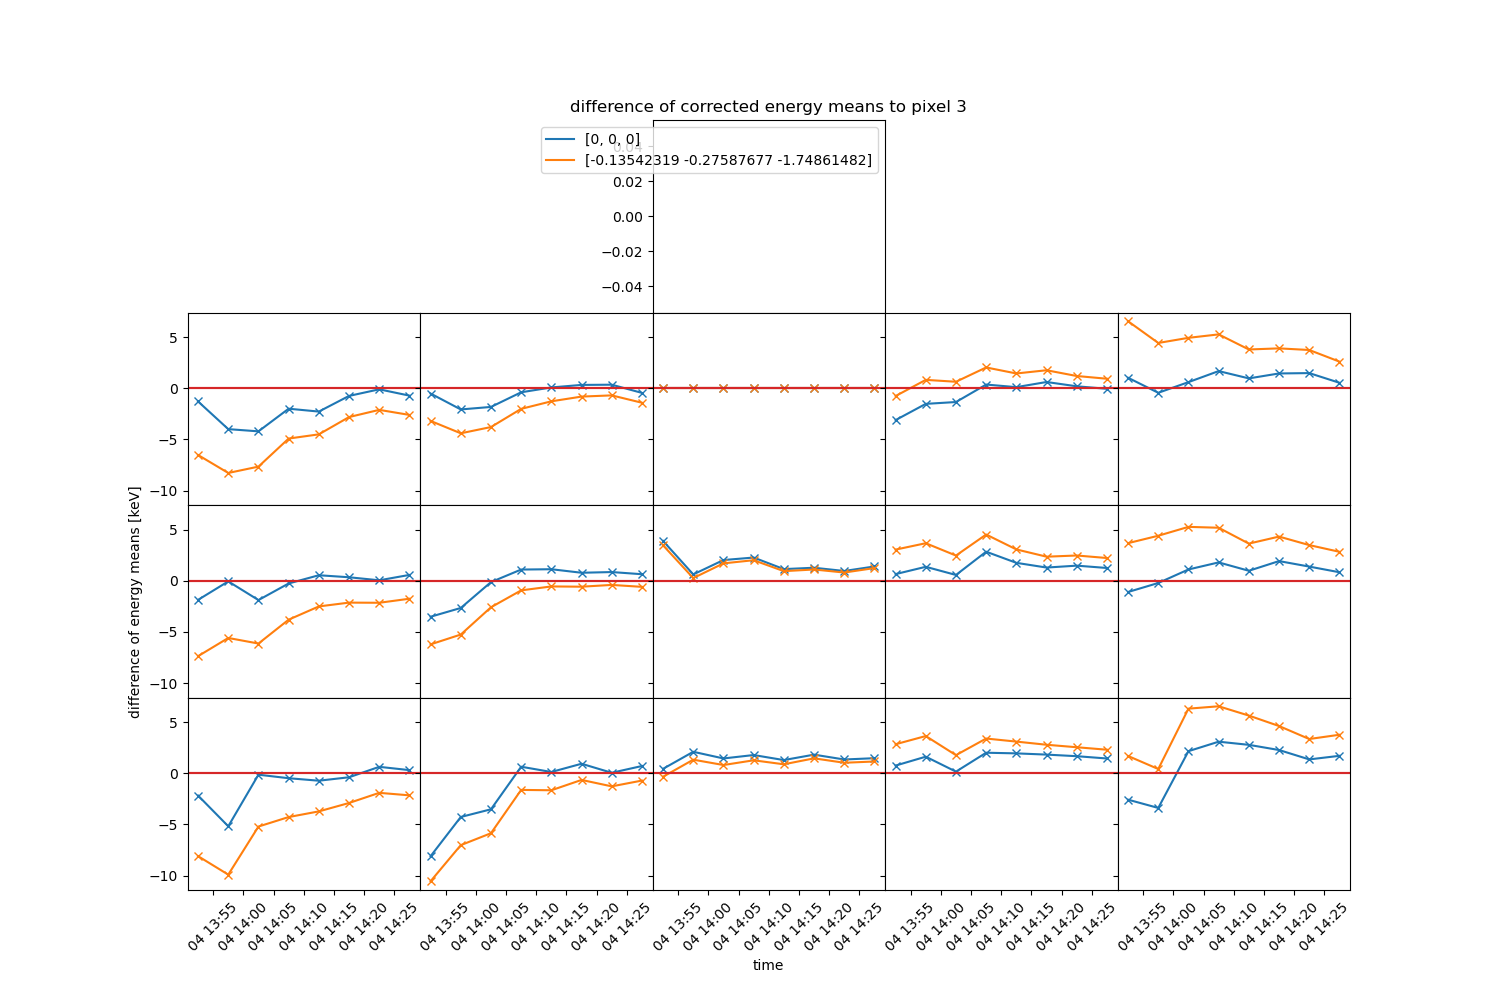 difference of corrected energy means to pixel 3
[0, 0, 0]
[-0.13542319 -0.27587677 -1.74861482]
0.04
0.02
0.00
−0.02
−0.04
5
0
−5
−10
5
0
−5
−10
5
0
−5
−10
difference of energy means [keV]
04 13:55 04 14:00 04 14:05 04 14:10 04 14:15 04 14:20 04 14:25
04 13:55 04 14:00 04 14:05 04 14:10 04 14:15 04 14:20 04 14:25
04 13:55 04 14:00 04 14:05 04 14:10 04 14:15 04 14:20 04 14:25
04 13:55 04 14:00 04 14:05 04 14:10 04 14:15 04 14:20 04 14:25
04 13:55 04 14:00 04 14:05 04 14:10 04 14:15 04 14:20 04 14:25
time